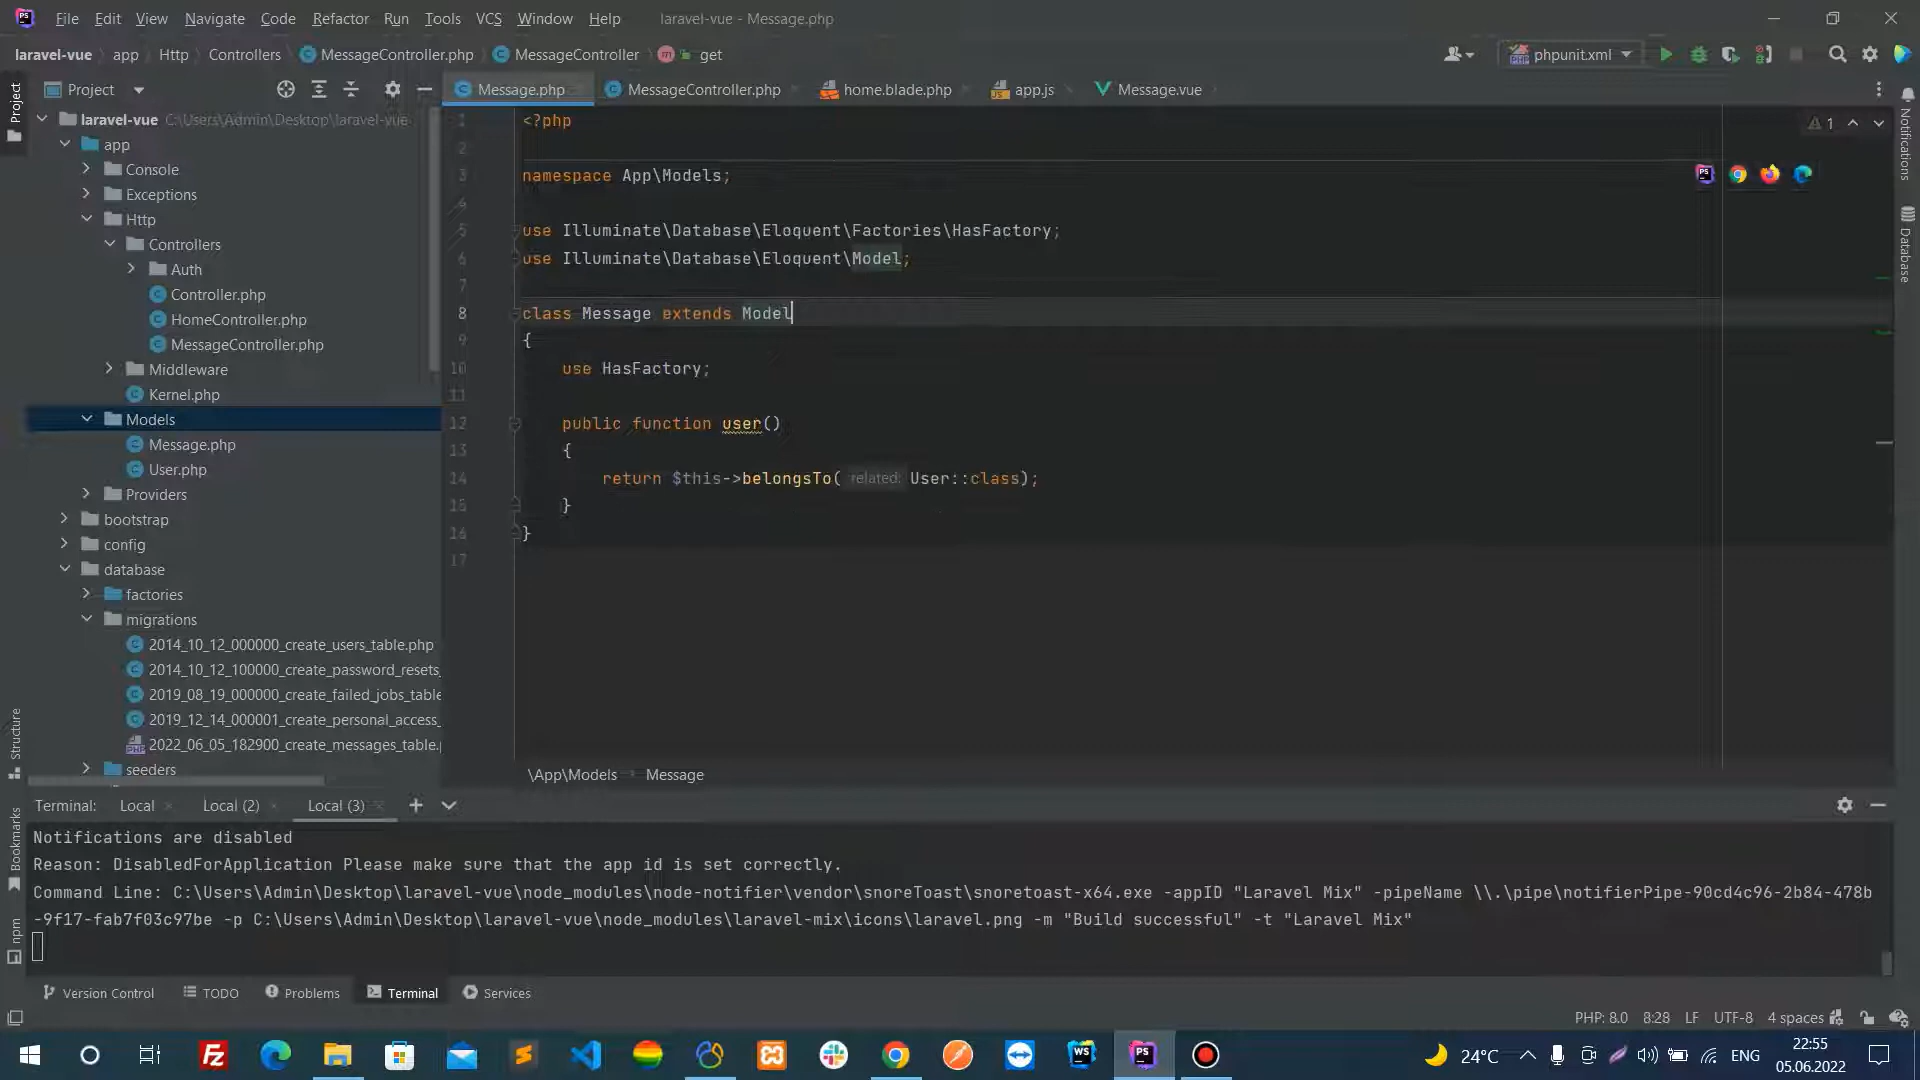 File Edit View Navigate Code Refactor Run Tools VCS Window Help laravel-vue - Message.php
laravel-vue app Http Controllers MessageController.php MessageController get phpunit.xml
Project
Message.php MessageController.php home.blade.php app.js Message.vue
Project
Notifications
Database
Structure
Bookmarks
npm
laravel-vue C:\Users\Admin\Desktop\laravel-vue
app
Console
Exceptions
Http
Controllers
Auth
Controller.php
HomeController.php
MessageController.php
Middleware
Kernel.php
Models
Message.php
User.php
Providers
bootstrap
config
database
factories
migrations
2014_10_12_000000_create_users_table.php
2014_10_12_100000_create_password_resets_
2019_08_19_000000_create_failed_jobs_table
2019_12_14_000001_create_personal_access_
2022_06_05_182900_create_messages_table.p
seeders
1 <?php
2
3 namespace App\Models;
4
5 use Illuminate\Database\Eloquent\Factories\HasFactory;
6 use Illuminate\Database\Eloquent\Model;
7
8 class Message extends Model
9 {
10 use HasFactory;
11
12 public function user()
13 {
14 return $this->belongsTo( related: User::class);
15 }
16 }
17
1
\App\Models Message
Terminal: Local Local (2) Local (3)
Notifications are disabled
Reason: DisabledForApplication Please make sure that the app id is set correctly.
Command Line: C:\Users\Admin\Desktop\laravel-vue\node_modules\node-notifier\vendor\snoreToast\snoretoast-x64.exe -appID "Laravel Mix" -pipeName \\.\pipe\notifierPipe-90cd4c96-2b84-478b
-9f17-fab7f03c97be -p C:\Users\Admin\Desktop\laravel-vue\node_modules\laravel-mix\icons\laravel.png -m "Build successful" -t "Laravel Mix"
Version Control TODO Problems Terminal Services
PHP: 8.0 8:28 LF UTF-8 4 spaces
24°C ENG 22:55
05.06.2022